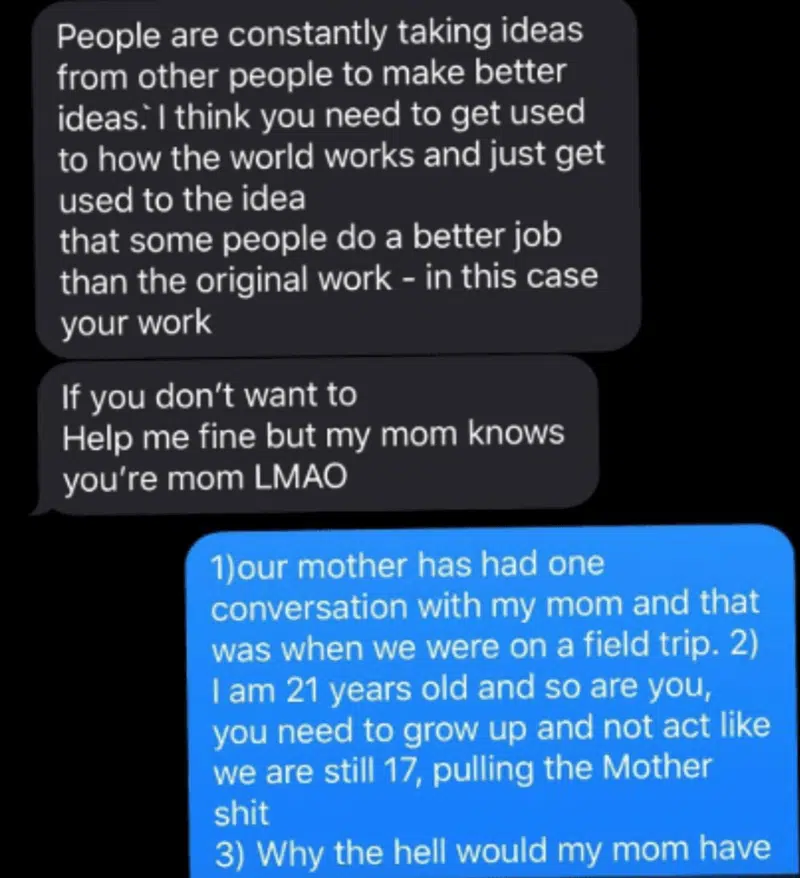 People are constantly taking ideas
from other people to make better
ideas.` I think you need to get used
to how the world works and just get
used to the idea
that some people do a better job
than the original work - in this case
your work
If you don't want to
Help me fine but my mom knows
you're mom LMAO
1)our mother has had one
conversation with my mom and that
was when we were on a field trip. 2)
I am 21 years old and so are you,
you need to grow up and not act like
we are still 17, pulling the Mother
shit
3) Why the hell would my mom have